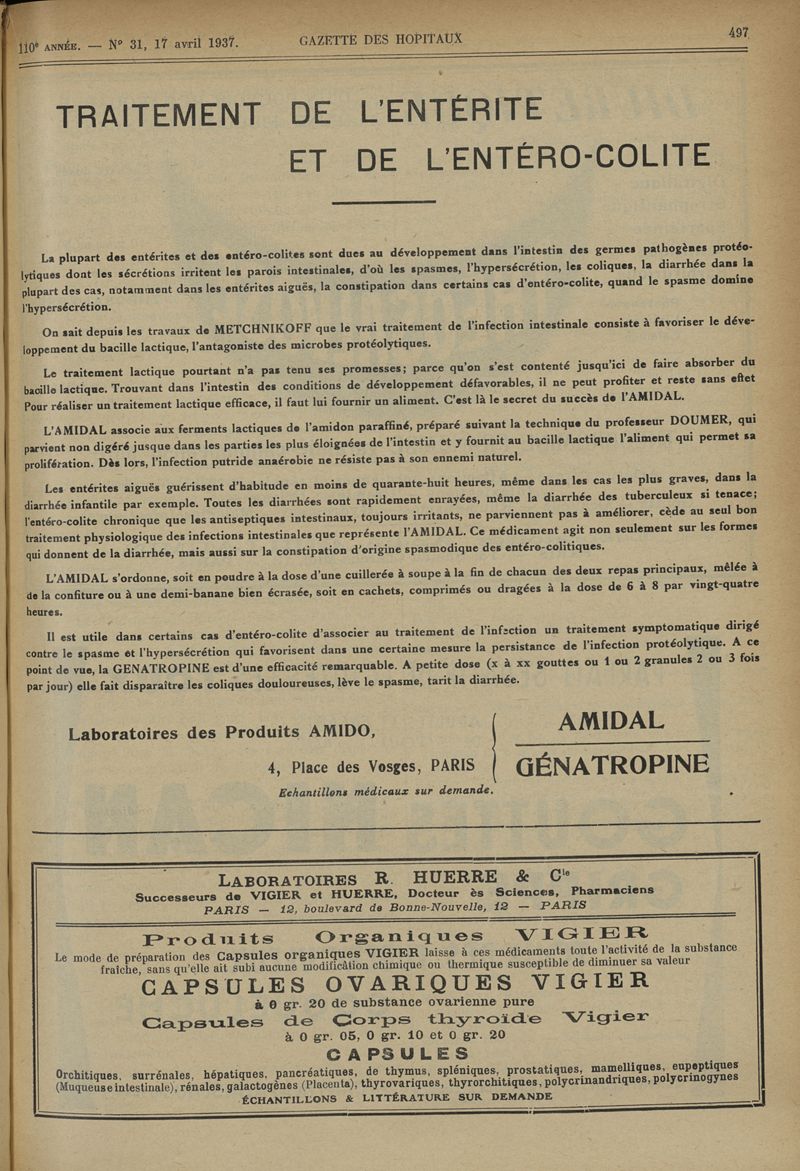 110e ANNÉE. — N° 31, 17 avril 1937.
GAZETTE DES HOPITAUX
497
TRAITEMENT DE L'ENTÉRITE
ET DE L'ENTÉRO-COLITE
La plupart des entérites et des entéro-colites sont dues au développement dans l'intestin des germes pathogènes protéo-
lytiques dont les sécrétions irritent les parois intestinales, d'où les spasmes, l'hypersécrétion, les coliques, la diarrhée dans la
plupart des cas, notamment dans les entérites aiguës, la constipation dans certains cas d'entéro-colite, quand le spasme domine
l'hypersécrétion.
On sait depuis les travaux de METCHNIKOFF que le vrai traitement de l'infection intestinale consiste à favoriser le déve-
loppement du bacille lactique, l'antagoniste des microbes protéolytiques.
Le traitement lactique pourtant n'a pas tenu ses promesses; parce qu'on s'est contenté jusqu'ici de faire absorber du
bacille lactique. Trouvant dans l'intestin des conditions de développement défavorables, il ne peut profiter et reste sans effet
Pour réaliser un traitement lactique efficace, il faut lui fournir un aliment. C'est là le secret du succès de l'AMIDAL.
L'AMIDAL associe aux ferments lactiques de l'amidon paraffiné, préparé suivant la technique du professeur DOUMER, qui
parvient non digéré jusque dans les parties les plus éloignées de l'intestin et y fournit au bacille lactique l'aliment qui permet sa
prolifération. Dès lors, l'infection putride anaérobie ne résiste pas à son ennemi naturel.
Les entérites aiguës guérissent d'habitude en moins de quarante-huit heures, même dans les cas les plus graves, dans la
diarrhée infantile par exemple. Toutes les diarrhées sont rapidement enrayées, même la diarrhée des tuberculeux si tenace;
l'entéro-colite chronique que les antiseptiques intestinaux, toujours irritants, ne parviennent pas à améliorer, cède au seul bon
traitement physiologique des infections intestinales que représente l'AMIDAL. Ce médicament agit non seulement sur les formes
qui donnent de la diarrhée, mais aussi sur la constipation d'origine spasmodique des entéro-colitiques.
L'AMIDAL s'ordonne, soit en poudre à la dose d'une cuillerée à soupe à la fin de chacun des deux repas principaux, mêlée à
de la confiture ou à une demi-banane bien écrasée, soit en cachets, comprimés ou dragées à la dose de 6 à 8 par vingt-quatre
heures.
Il est utile dans certains cas d'entéro-colite d'associer au traitement de l'infection un traitement symptomatique dirigé
contre le spasme et l'hypersécrétion qui favorisent dans une certaine mesure la persistance de l'infection protéolytique. A ce
point de vue, la GENATROPINE est d'une efficacité remarquable. A petite dose (x à xx gouttes ou 1 ou 2 granules 2 ou 3 fois
par jour) elle fait disparaître les coliques douloureuses, lève le spasme, tarit la diarrhée.
Laboratoires des Produits AMIDO,
4, Place des Vosges, PARIS
Echantillons médicaux sur demande.
AMIDAL
GÉNATROPINE
LABORATOIRES R. HUERRE & Cie
Successeurs de VIGIER et HUERRE, Docteur ès Sciences, Pharmaciens
PARIS — 12, boulevard de Bonne-Nouvelle, 12 — PARIS
Produits Organiques VIGIER
Le mode de préparation des Capsules organiques VIGIER laisse à ces médicaments toute l'activité de la substance
fraîche, sans qu'elle ait subi aucune modification chimique ou thermique susceptible de diminuer sa valeur
CAPSULES OVARIQUES VIGIER
à 0 gr. 20 de substance ovarienne pure
Capsules de Corps thyroïde Vigier
à 0 gr. 05, 0 gr. 10 et 0 gr. 20
CAPSULES
Orchitiques, surrénales, hépatiques, pancréatiques, de thymus, spléniques, prostatiques, mamelliques, eupeptiques
(Muqueuse intestinale), rénales, galactogènes (Placenta), thyrovariques, thyrorchitiques, polycrinandriques, polycrinogynes
ÉCHANTILLONS & LITTÉRATURE SUR DEMANDE